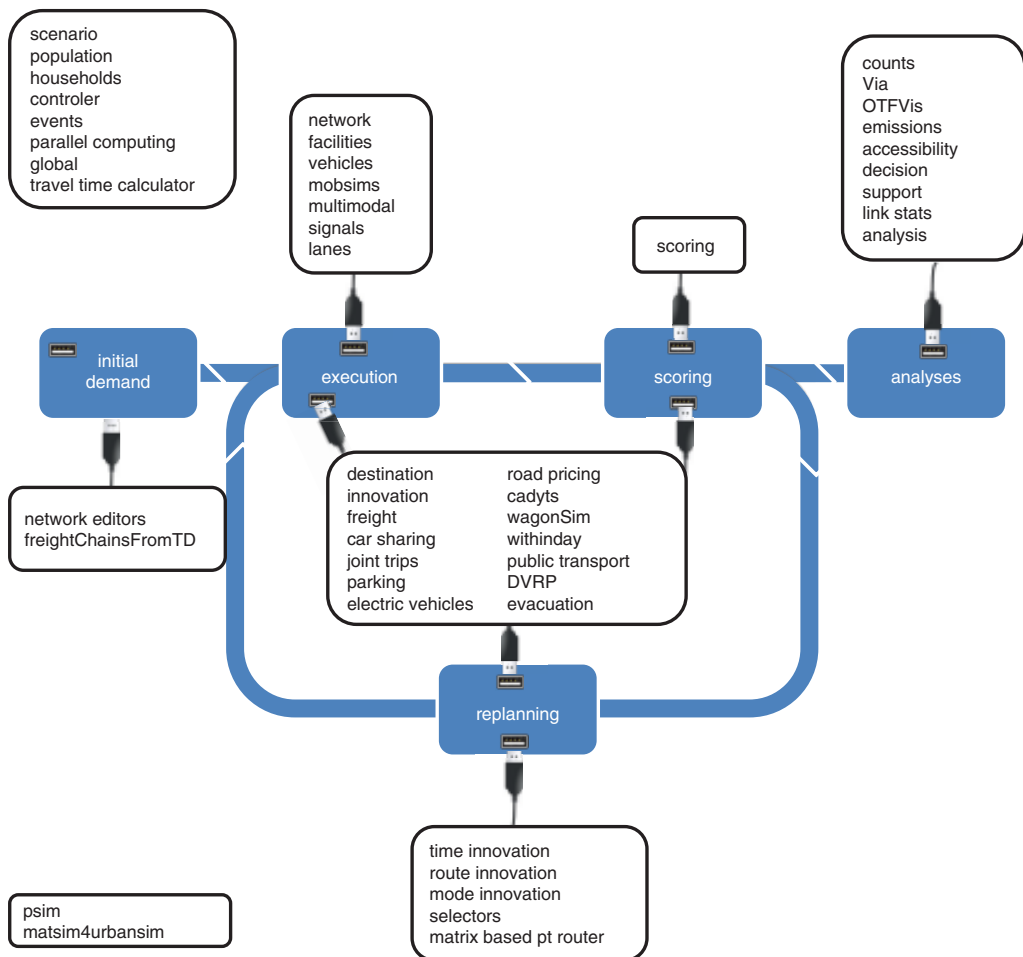 scenario
population
households
controler
events
parallel computing
global
travel time calculator
network
facilities
vehicles
mobsims
multimodal
signals
lanes
scoring
counts
Via
OTFVis
emissions
accessibility
decision
support
link stats
analysis
initial
demand
execution
scoring
analyses
network editors
freightChainsFromTD
destination
innovation
freight
car sharing
joint trips
parking
electric vehicles
road pricing
cadyts
wagonSim
withinday
public transport
DVRP
evacuation
replanning
time innovation
route innovation
mode innovation
selectors
matrix based pt router
psim
matsim4urbansim